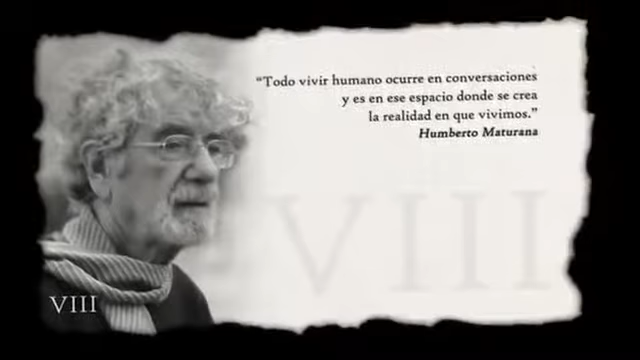 “Todo vivir humano ocurre en conversaciones
y es en ese espacio donde se crea
la realidad en que vivimos.”
Humberto Maturana
VIII
VIII